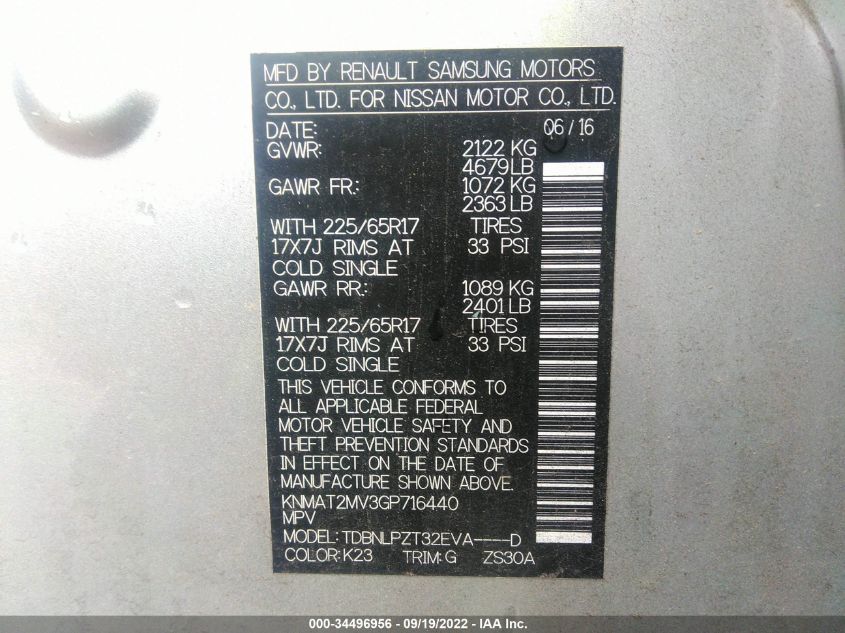 MFD BY RENAULT SAMSUNG MOTORS
CO., LTD. FOR NISSAN MOTOR CO., LTD.
DATE: 06/16
GVWR: 2122 KG
4679LB
GAWR FR.: 1072 KG
2363 LB
WITH 225/65R17 TIRES
17X7J RIMS AT 33 PSI
COLD SINGLE
GAWR RR.: 1089 KG
2401 LB
WITH 225/65R17 TIRES
17X7J RIMS AT 33 PSI
COLD SINGLE
THIS VEHICLE CONFORMS TO
ALL APPLICABLE FEDERAL
MOTOR VEHICLE SAFETY AND
THEFT PREVENTION STANDARDS
IN EFFECT ON THE DATE OF
MANUFACTURE SHOWN ABOVE.
KNMAT2MV3GP716440
MPV
MODEL: TDBNLPZT32EVA----D
COLOR: K23 TRIM: G ZS30A
000-34496956 - 09/19/2022 - IAA Inc.